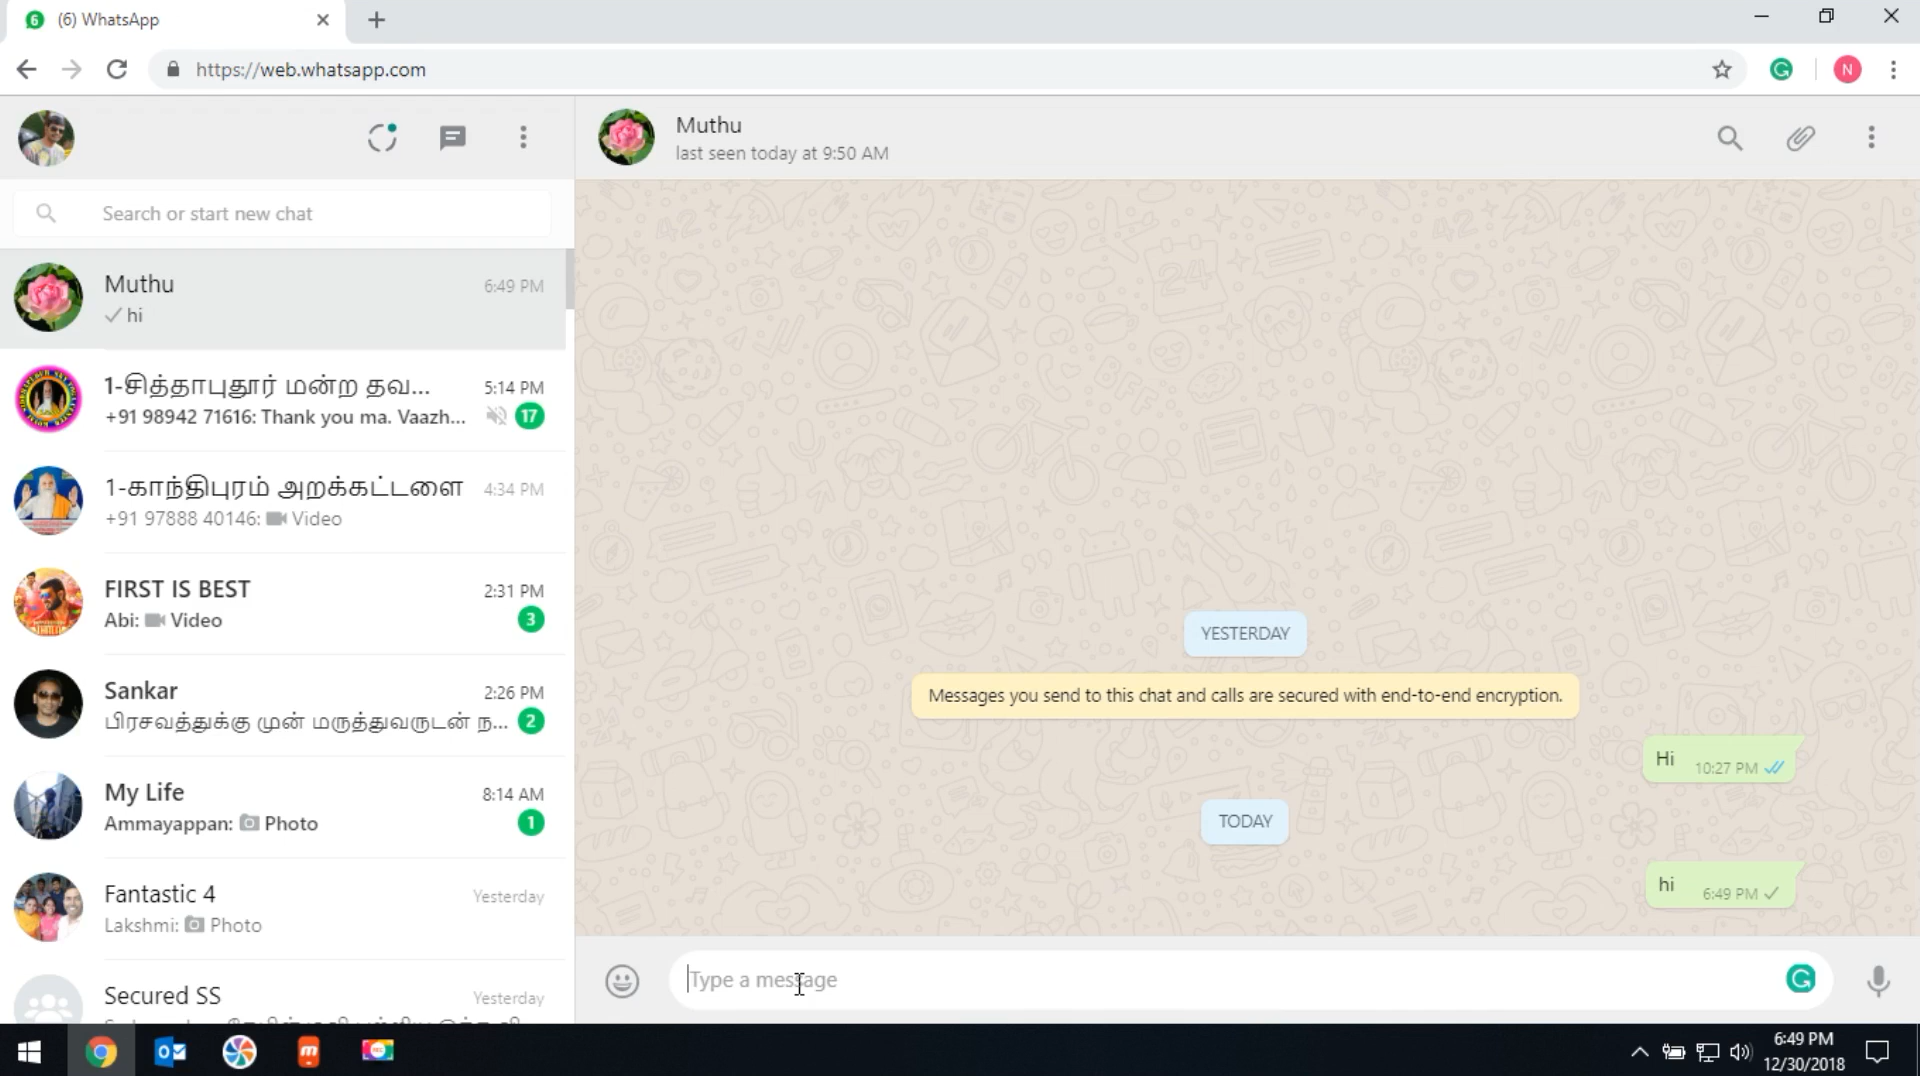 6 (6) WhatsApp
https://web.whatsapp.com
N
Search or start new chat
Muthu 6:49 PM
hi
1-சித்தாபுதூர் மன்ற தவ... 5:14 PM
+91 98942 71616: Thank you ma. Vaazh... 17
1-காந்திபுரம் அறக்கட்டளை 4:34 PM
+91 97888 40146: Video
FIRST IS BEST 2:31 PM
Abi: Video 3
Sankar 2:26 PM
பிரசவத்துக்கு முன் மருத்துவருடன் ந... 2
My Life 8:14 AM
Ammayappan: Photo 1
Fantastic 4 Yesterday
Lakshmi: Photo
Secured SS Yesterday
Muthu
last seen today at 9:50 AM
YESTERDAY
Messages you send to this chat and calls are secured with end-to-end encryption.
Hi 10:27 PM
TODAY
hi 6:49 PM
Type a message
6:49 PM
12/30/2018